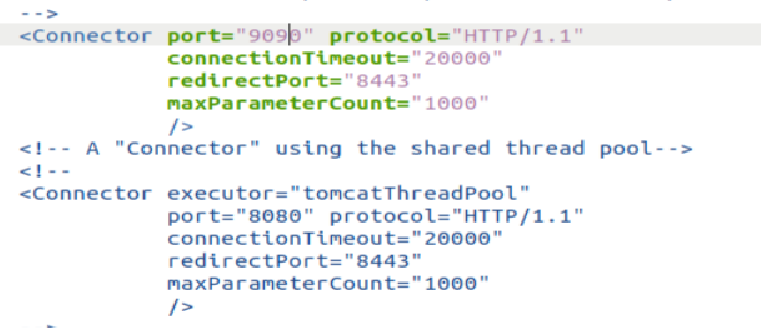 -->
<Connector port="9090" protocol="HTTP/1.1"
connectionTimeout="20000"
redirectPort="8443"
maxParameterCount="1000"
/>
<!-- A "Connector" using the shared thread pool-->
<!--
<Connector executor="tomcatThreadPool"
port="8080" protocol="HTTP/1.1"
connectionTimeout="20000"
redirectPort="8443"
maxParameterCount="1000"
/>